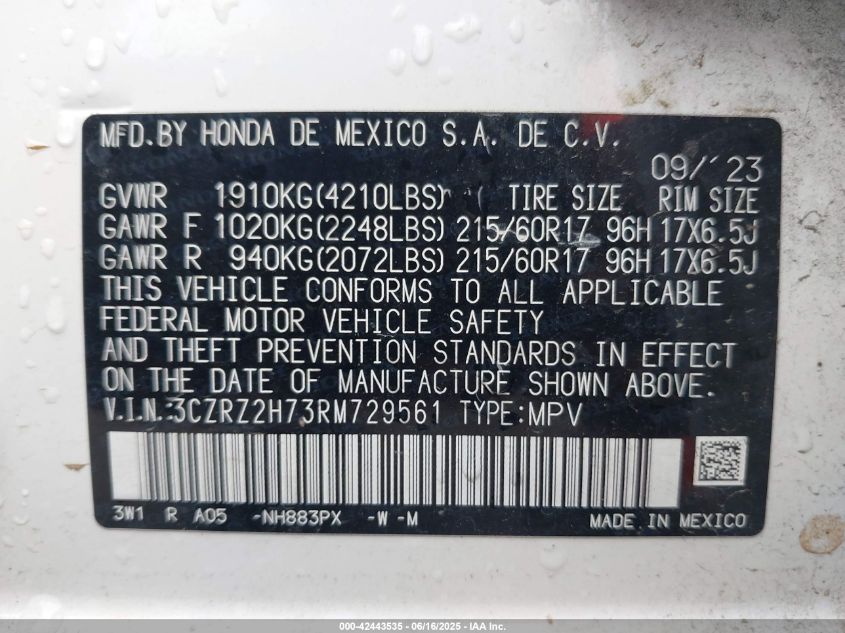 MFD.BY HONDA DE MEXICO S.A. DE C.V.
09/ 23
GVWR 1910KG(4210LBS) ( TIRE SIZE RIM SIZE
GAWR F 1020KG(2248LBS) 215/60R17 96H 17X6.5J
GAWR R 940KG(2072LBS) 215/60R17 96H 17X6.5J
THIS VEHICLE CONFORMS TO ALL APPLICABLE
FEDERAL MOTOR VEHICLE SAFETY
AND THEFT PREVENTION STANDARDS IN EFFECT
ON THE DATE OF MANUFACTURE SHOWN ABOVE.
V.I.N.:3CZRZ2H73RM729561 TYPE:MPV
3W1 R A05 -NH883PX -W -M MADE IN MEXICO
000-42443535 - 06/16/2025 - IAA Inc.